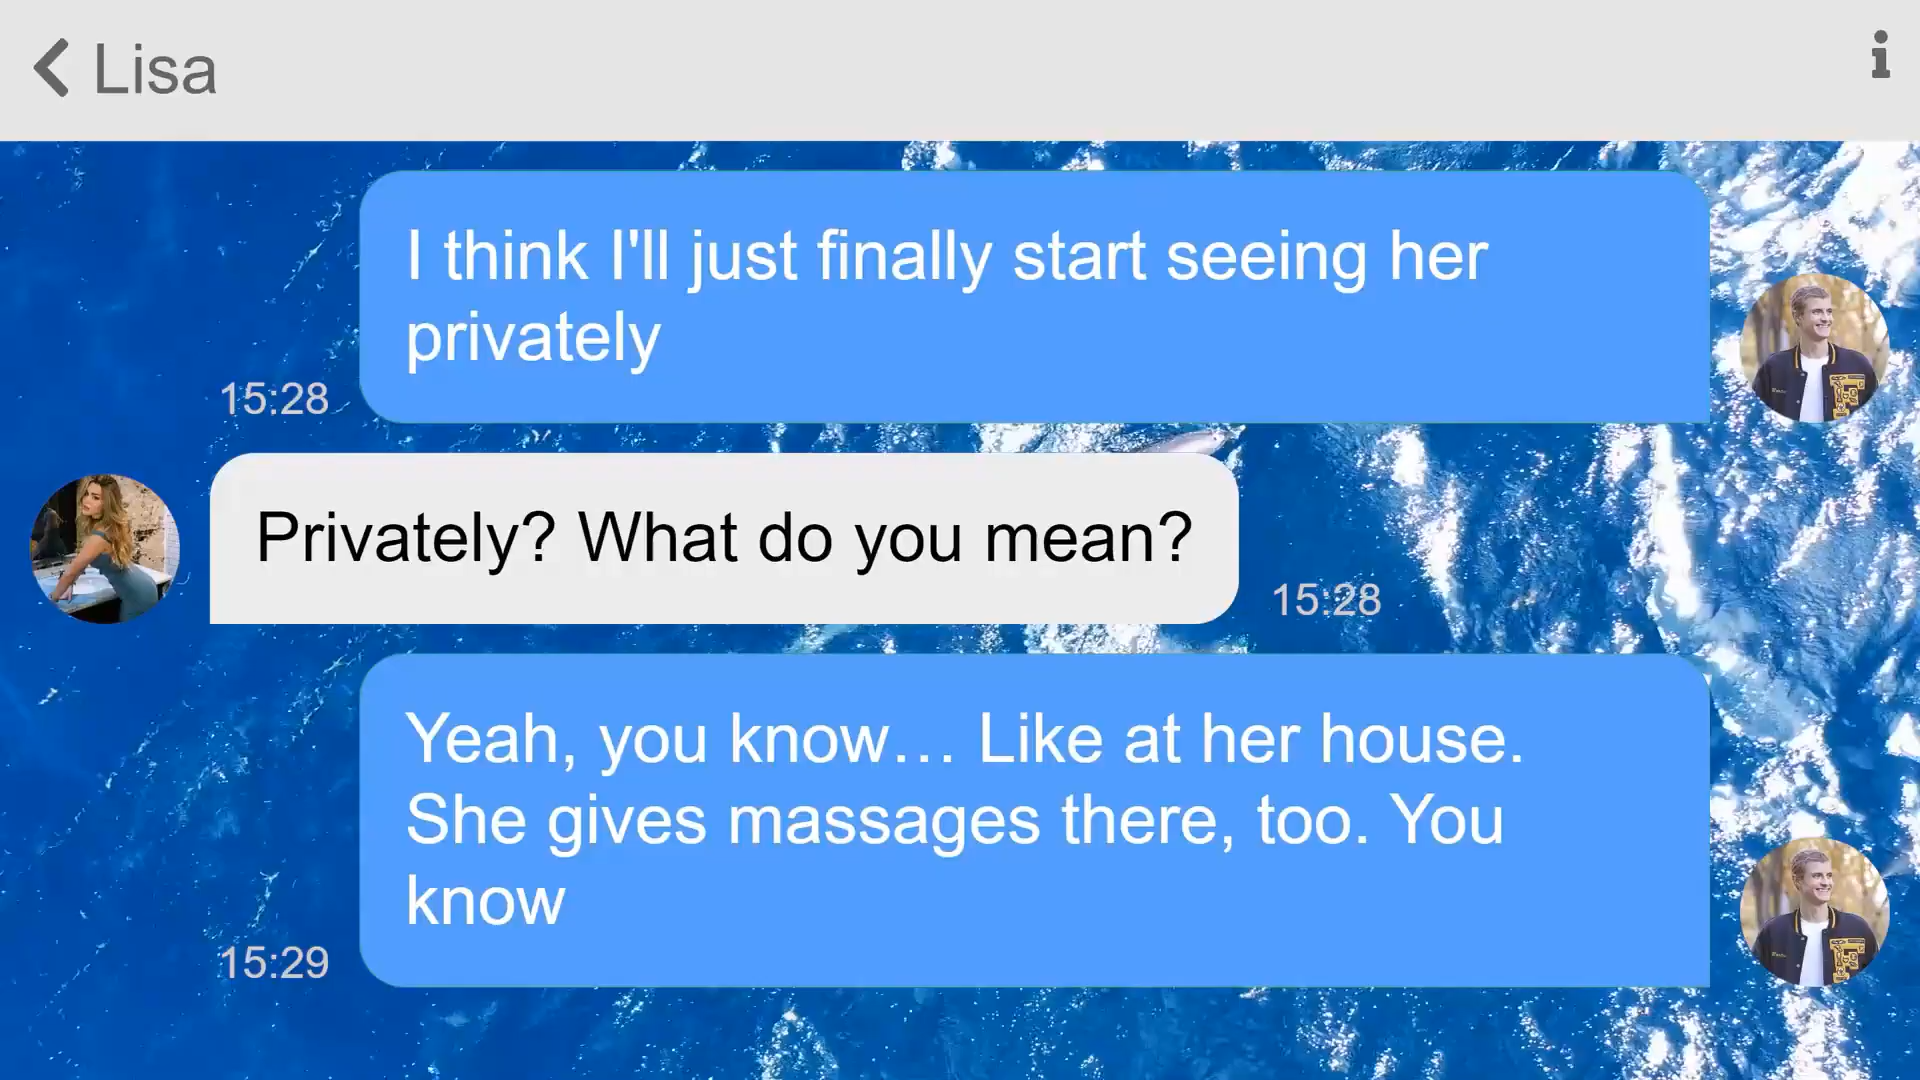 Lisa
I think I'll just finally start seeing her
privately
15:28
Privately? What do you mean?
15:28
Yeah, you know… Like at her house.
She gives massages there, too. You
know
15:29